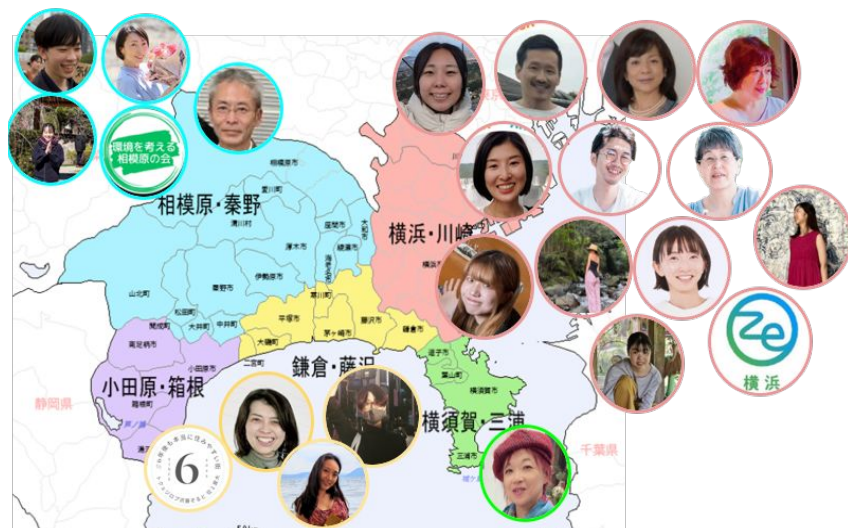 環境を考える
相模原の会
相模原市
愛川町
相模原・秦野
清川村
座間市
大和市
綾瀬市
厚木市
海老名市
横浜・川崎
秦野市
伊勢原市
山北町
松田町
寒川町
開成町
大井町
中井町
平塚市
藤沢市
茅ヶ崎市
鎌倉市
南足柄市
大磯町
二宮町
小田原市
逗子市
葉山町
小田原・箱根
鎌倉・藤沢
横須賀市
箱根町
静岡県
芦ノ湖
横須賀・三浦
三浦市
千葉県
6
ze
横浜